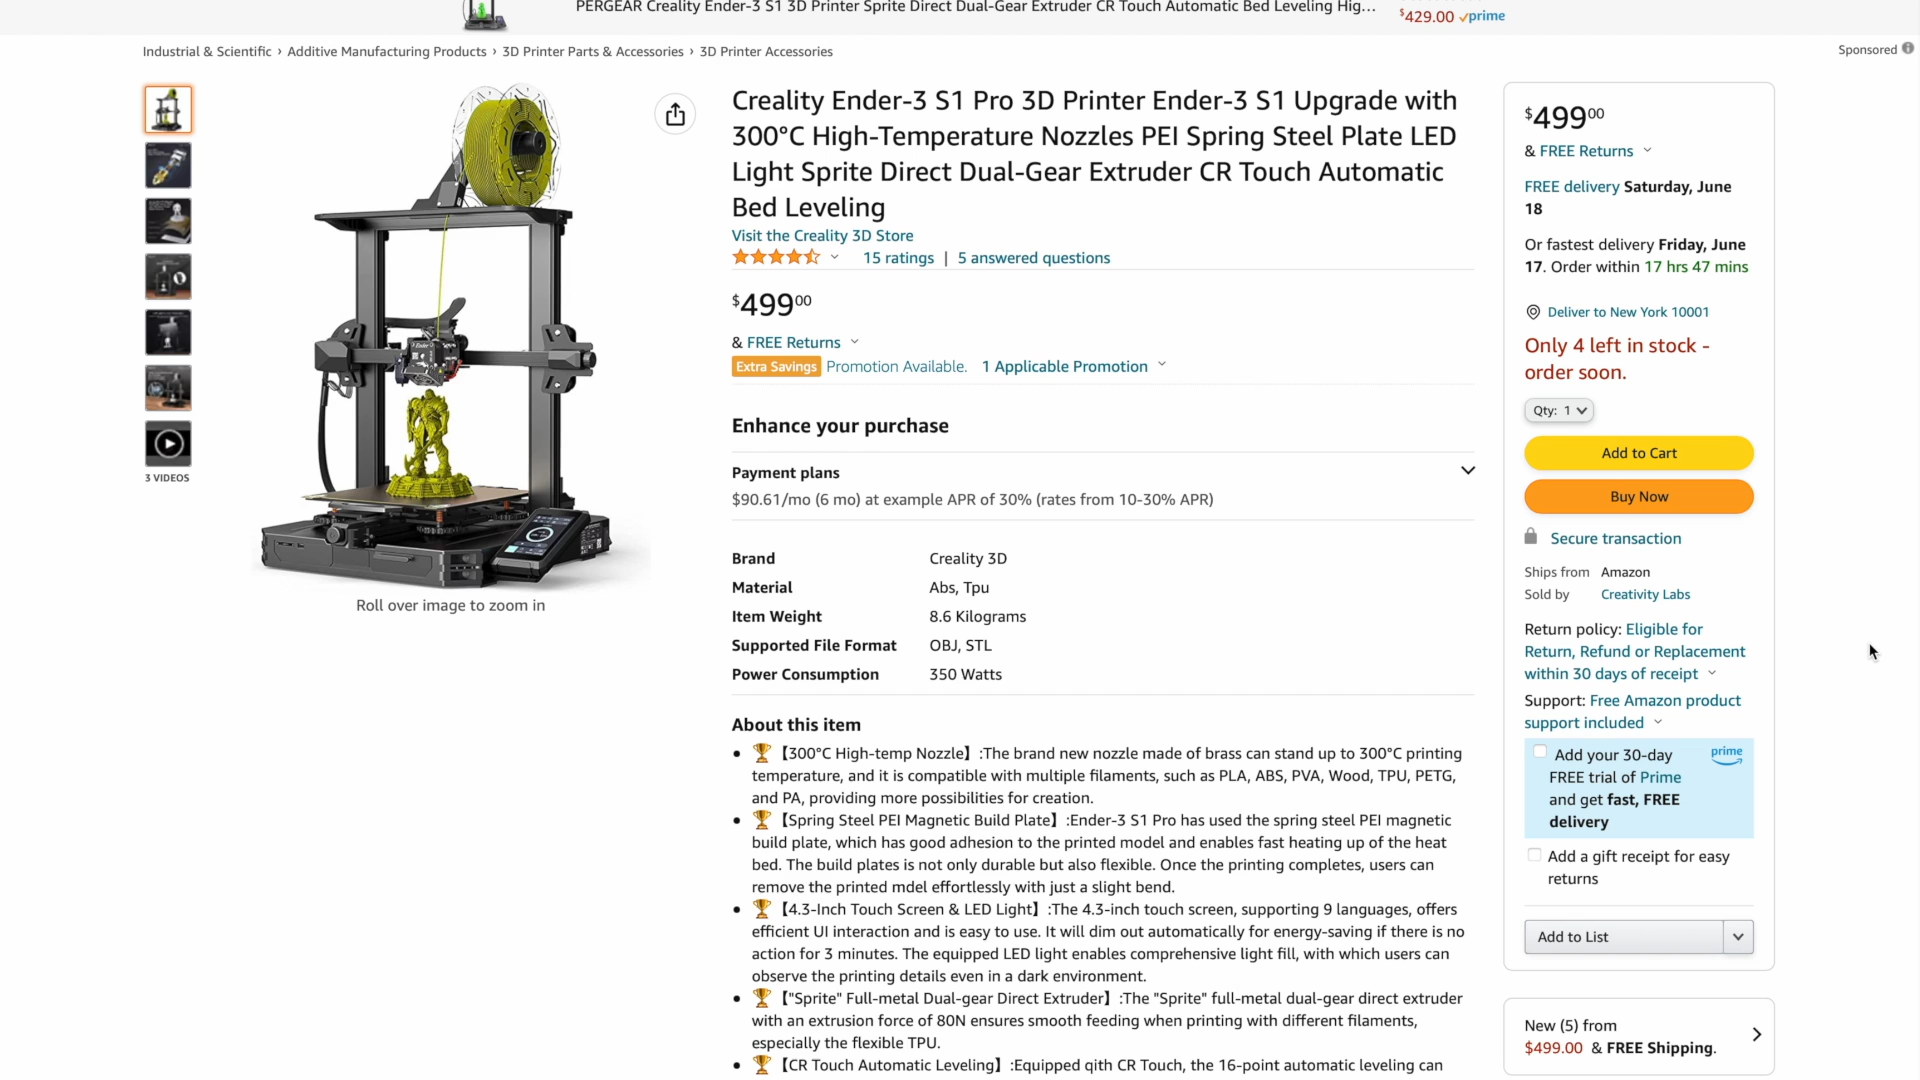 PERGEAR Creality Ender-3 S1 3D Printer Sprite Direct Dual-Gear Extruder CR Touch Automatic Bed Leveling Hig...
$429.00 prime
Industrial & Scientific › Additive Manufacturing Products › 3D Printer Parts & Accessories › 3D Printer Accessories
Sponsored
Creality Ender-3 S1 Pro 3D Printer Ender-3 S1 Upgrade with
300°C High-Temperature Nozzles PEI Spring Steel Plate LED
Light Sprite Direct Dual-Gear Extruder CR Touch Automatic
Bed Leveling
Visit the Creality 3D Store
15 ratings | 5 answered questions
$49900
& FREE Returns
Extra Savings Promotion Available. 1 Applicable Promotion
Enhance your purchase
Payment plans
$90.61/mo (6 mo) at example APR of 30% (rates from 10-30% APR)
Brand Creality 3D
Material Abs, Tpu
Item Weight 8.6 Kilograms
Supported File Format OBJ, STL
Power Consumption 350 Watts
About this item
• 🏆【300°C High-temp Nozzle】:The brand new nozzle made of brass can stand up to 300°C printing
temperature, and it is compatible with multiple filaments, such as PLA, ABS, PVA, Wood, TPU, PETG,
and PA, providing more possibilities for creation.
• 🏆【Spring Steel PEI Magnetic Build Plate】:Ender-3 S1 Pro has used the spring steel PEI magnetic
build plate, which has good adhesion to the printed model and enables fast heating up of the heat
bed. The build plates is not only durable but also flexible. Once the printing completes, users can
remove the printed mdel effortlessly with just a slight bend.
• 🏆【4.3-Inch Touch Screen & LED Light】:The 4.3-inch touch screen, supporting 9 languages, offers
efficient UI interaction and is easy to use. It will dim out automatically for energy-saving if there is no
action for 3 minutes. The equipped LED light enables comprehensive light fill, with which users can
observe the printing details even in a dark environment.
• 🏆【"Sprite" Full-metal Dual-gear Direct Extruder】:The "Sprite" full-metal dual-gear direct extruder
with an extrusion force of 80N ensures smooth feeding when printing with different filaments,
especially the flexible TPU.
• 🏆【CR Touch Automatic Leveling】:Equipped qith CR Touch, the 16-point automatic leveling can
3 VIDEOS
Roll over image to zoom in
$49900
& FREE Returns
FREE delivery Saturday, June
18
Or fastest delivery Friday, June
17. Order within 17 hrs 47 mins
Deliver to New York 10001
Only 4 left in stock -
order soon.
Qty: 1
Add to Cart
Buy Now
Secure transaction
Ships from Amazon
Sold by Creativity Labs
Return policy: Eligible for
Return, Refund or Replacement
within 30 days of receipt
Support: Free Amazon product
support included
Add your 30-day prime
FREE trial of Prime
and get fast, FREE
delivery
Add a gift receipt for easy
returns
Add to List
New (5) from
$499.00 & FREE Shipping.